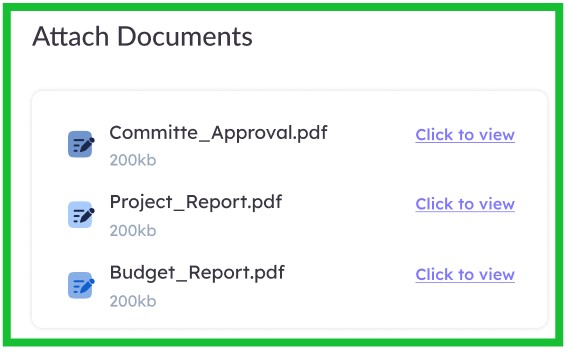 Attach Documents
Committe_Approval.pdf
Click to view
200kb
Project_Report.pdf
Click to view
200kb
Budget_Report.pdf
Click to view
200kb